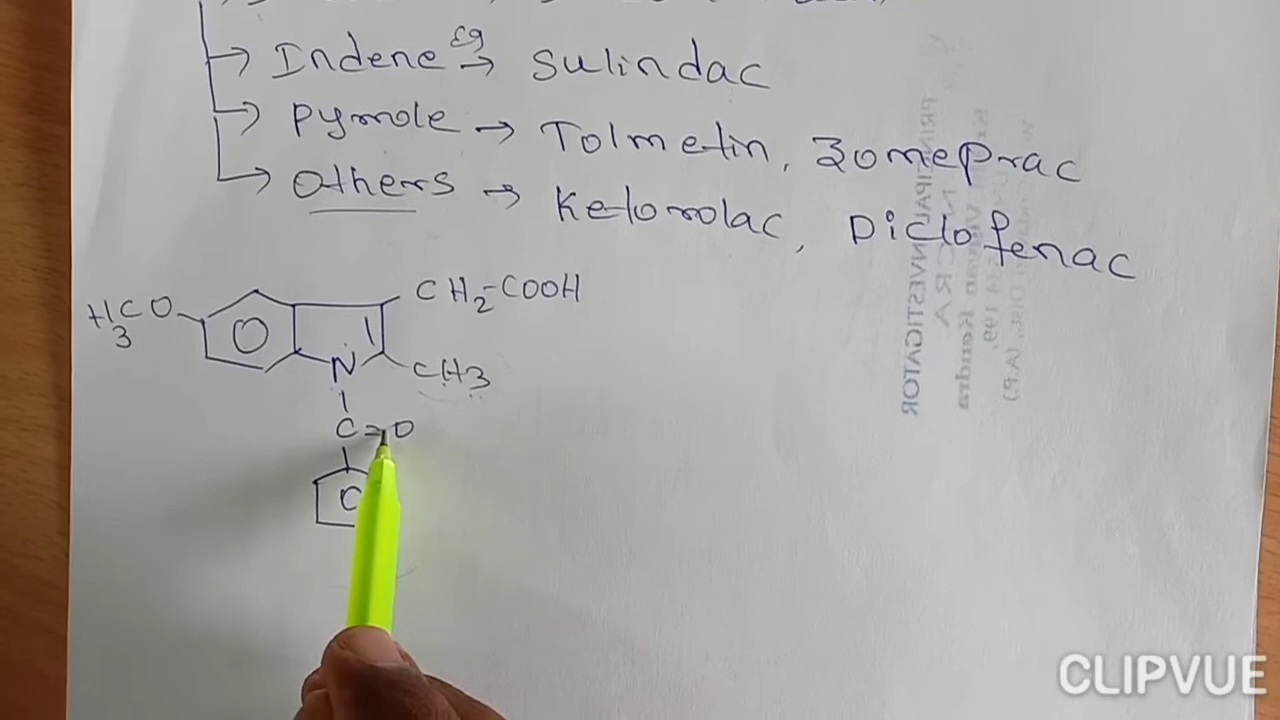 Indene eg → Sulindac
Pyrrole → Tolmetin, Zomeprac
Others → Ketorolac, Diclofenac
CH2-COOH
H3CO
N
CH3
C=O
CLIPVUE